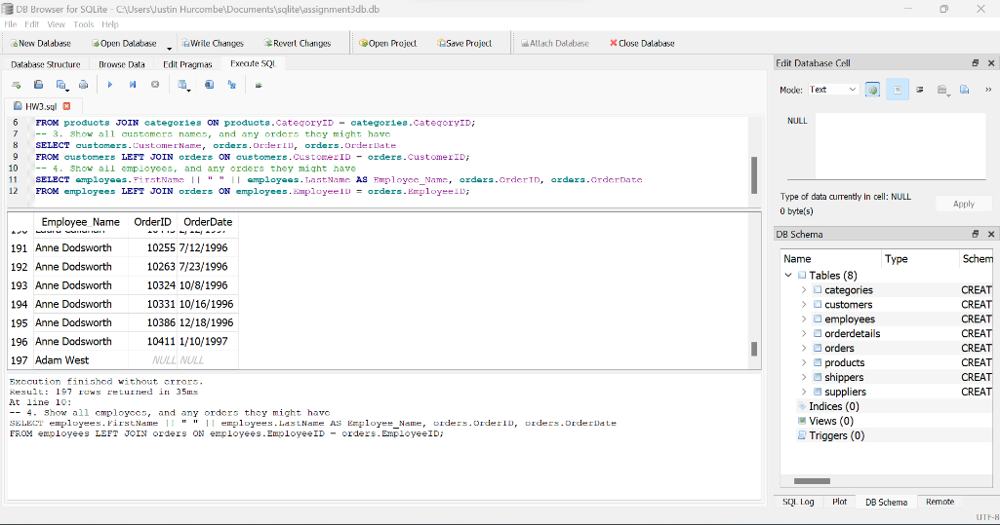 DB Browser for SQLite - C:\Users\Justin Hurcombe\Documents\sqlite\assignment3db.db
File Edit View Tools Help
New Database Open Database Write Changes Revert Changes Open Project Save Project Attach Database Close Database
Database Structure Browse Data Edit Pragmas Execute SQL
HW3.sql
6 FROM products JOIN categories ON products.CategoryID = categories.CategoryID;
7 -- 3. Show all customers names, and any orders they might have
8 SELECT customers.CustomerName, orders.OrderID, orders.OrderDate
9 FROM customers LEFT JOIN orders ON customers.CustomerID = orders.CustomerID;
10 -- 4. Show all employees, and any orders they might have
11 SELECT employees.FirstName || " " || employees.LastName AS Employee_Name, orders.OrderID, orders.OrderDate
12 FROM employees LEFT JOIN orders ON employees.EmployeeID = orders.EmployeeID;
Employee_Name OrderID OrderDate
191 Anne Dodsworth 10255 7/12/1996
192 Anne Dodsworth 10263 7/23/1996
193 Anne Dodsworth 10324 10/8/1996
194 Anne Dodsworth 10331 10/16/1996
195 Anne Dodsworth 10386 12/18/1996
196 Anne Dodsworth 10411 1/10/1997
197 Adam West NULL NULL
Execution finished without errors.
Result: 197 rows returned in 35ms
At line 10:
-- 4. Show all employees, and any orders they might have
SELECT employees.FirstName || " " || employees.LastName AS Employee_Name, orders.OrderID, orders.OrderDate
FROM employees LEFT JOIN orders ON employees.EmployeeID = orders.EmployeeID;
Edit Database Cell
Mode: Text
NULL
Type of data currently in cell: NULL
0 byte(s)
Apply
DB Schema
Name Type Schem
Tables (8)
categories CREAT
customers CREAT
employees CREAT
orderdetails CREAT
orders CREAT
products CREAT
shippers CREAT
suppliers CREAT
Indices (0)
Views (0)
Triggers (0)
SQL Log Plot DB Schema Remote
UTF-8